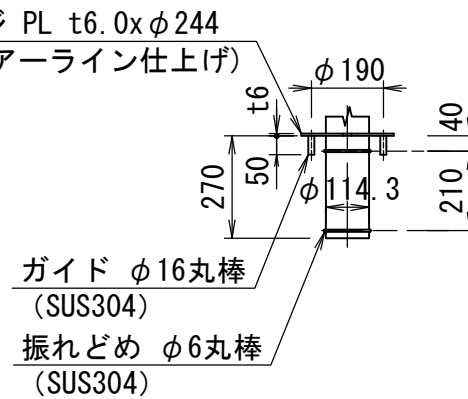 PL t6.0xφ244
アーライン仕上げ)
φ190
t6
40
50
270
φ114.3
210
ガイド φ16丸棒
(SUS304)
振れどめ φ6丸棒
(SUS304)